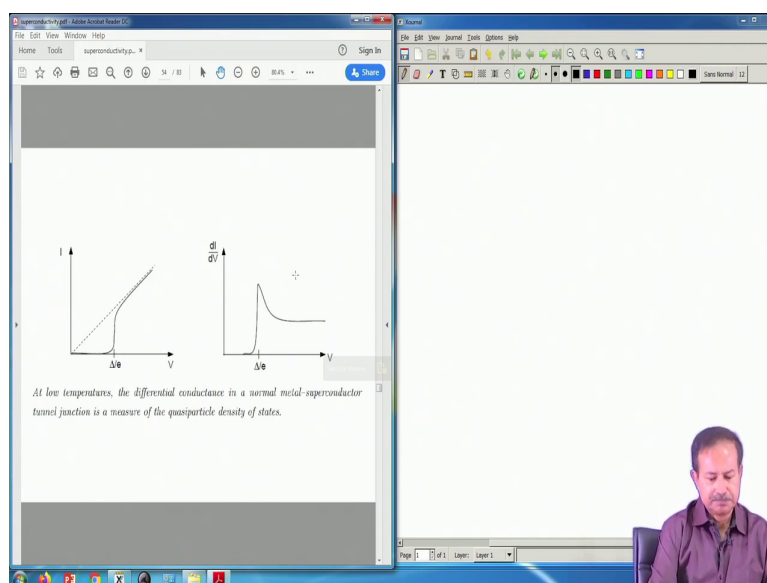 superconductivity.pdf - Adobe Acrobat Reader DC
File Edit View Window Help
Home Tools superconductivity.p... × Sign In
54 / 83 80.4% Share
I
Δ/e
V
dI
dV
Δ/e
V
At low temperatures, the differential conductance in a normal metal-superconductor
tunnel junction is a measure of the quasiparticle density of states.
Xournal
File Edit View Journal Tools Options Help
Sans Normal 12
Page 1 of 1 Layer: Layer 1